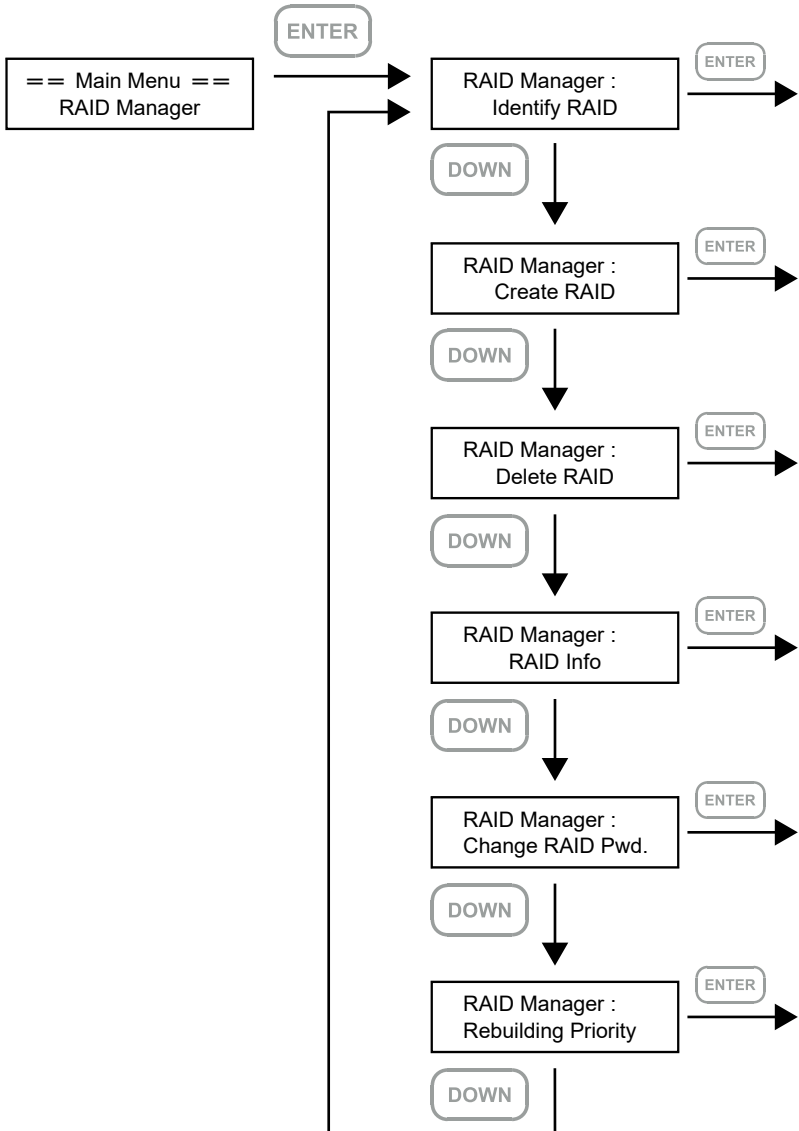 ENTER
== Main Menu ==
RAID Manager
RAID Manager :
Identify RAID
ENTER
DOWN
RAID Manager :
Create RAID
ENTER
DOWN
RAID Manager :
Delete RAID
ENTER
DOWN
RAID Manager :
RAID Info
ENTER
DOWN
RAID Manager :
Change RAID Pwd.
ENTER
DOWN
RAID Manager :
Rebuilding Priority
ENTER
DOWN